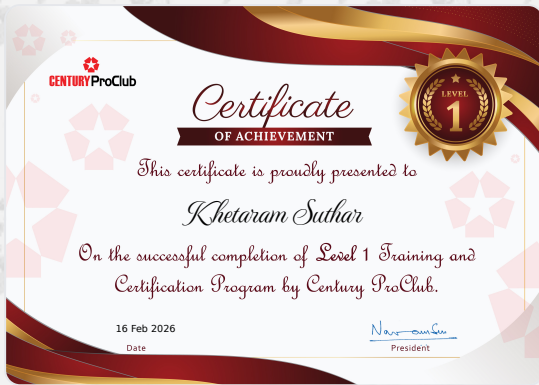 CENTURY ProClub
Certificate
OF ACHIEVEMENT
LEVEL
1
This certificate is proudly presented to
Khetaram Suthar
On the successful completion of Level 1 Training and
Certification Program by Century ProClub.
16 Feb 2026
Date
President